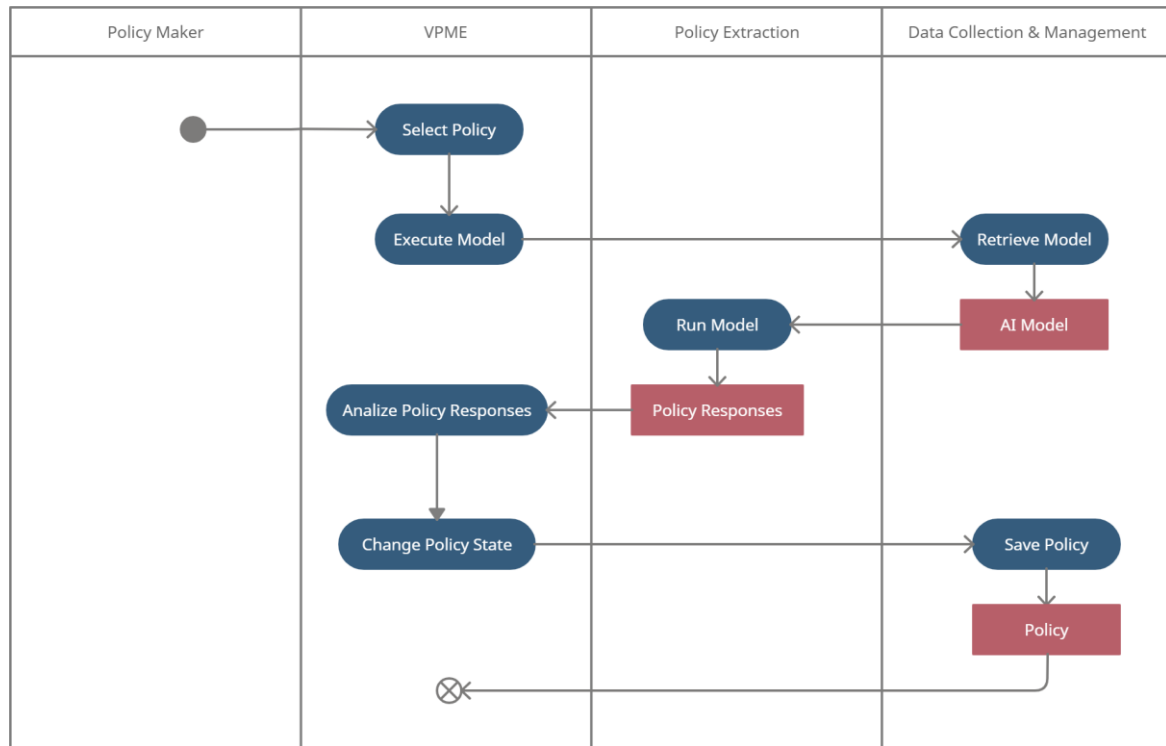 Policy Maker
VPME
Policy Extraction
Data Collection & Management
Select Policy
Execute Model
Retrieve Model
Run Model
AI Model
Analize Policy Responses
Policy Responses
Change Policy State
Save Policy
Policy